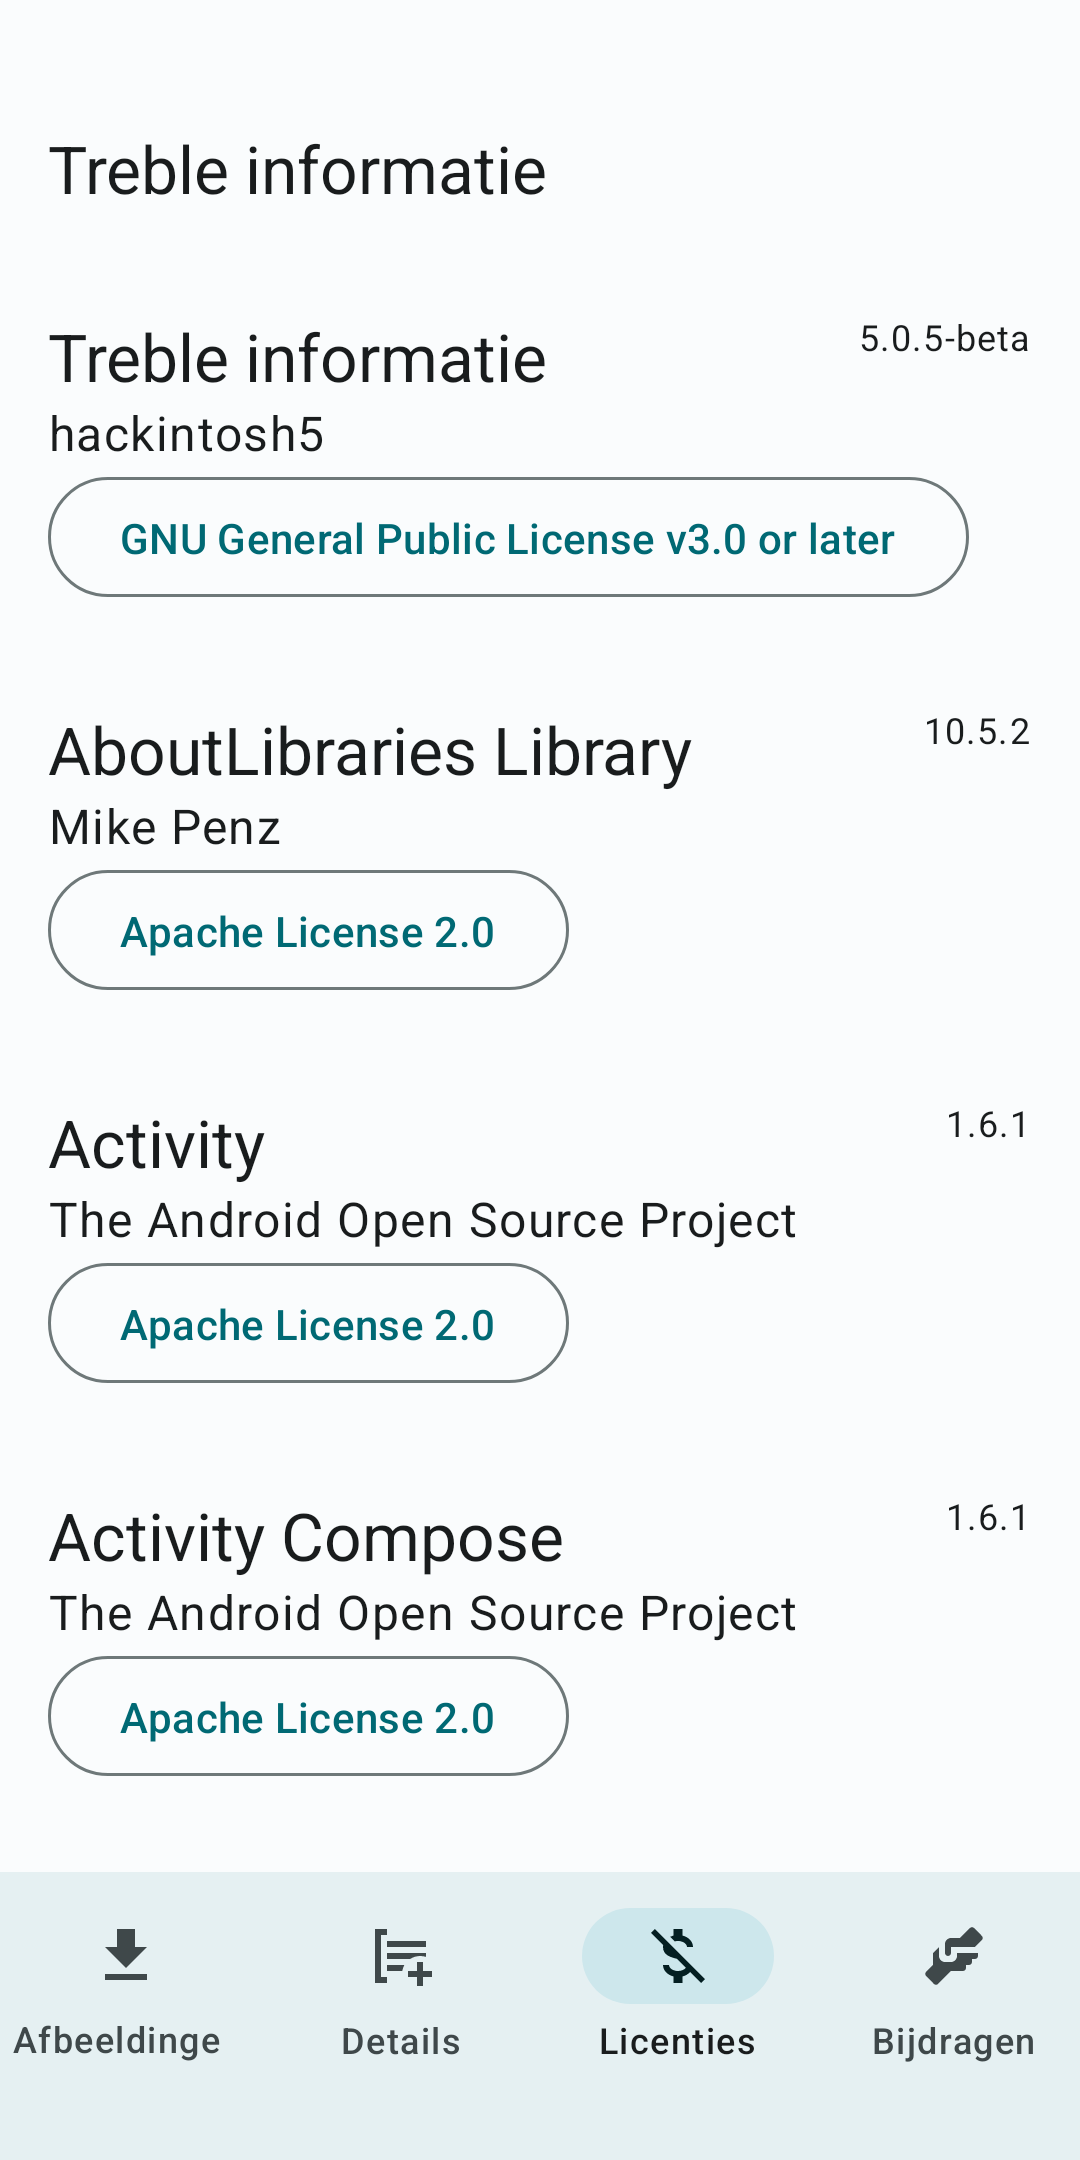 Treble informatie
Treble informatie
5.0.5-beta
hackintosh5
GNU General Public License v3.0 or later
AboutLibraries Library
10.5.2
Mike Penz
Apache License 2.0
Activity
1.6.1
The Android Open Source Project
Apache License 2.0
Activity Compose
1.6.1
The Android Open Source Project
Apache License 2.0
Afbeeldinge
Details
Licenties
Bijdragen